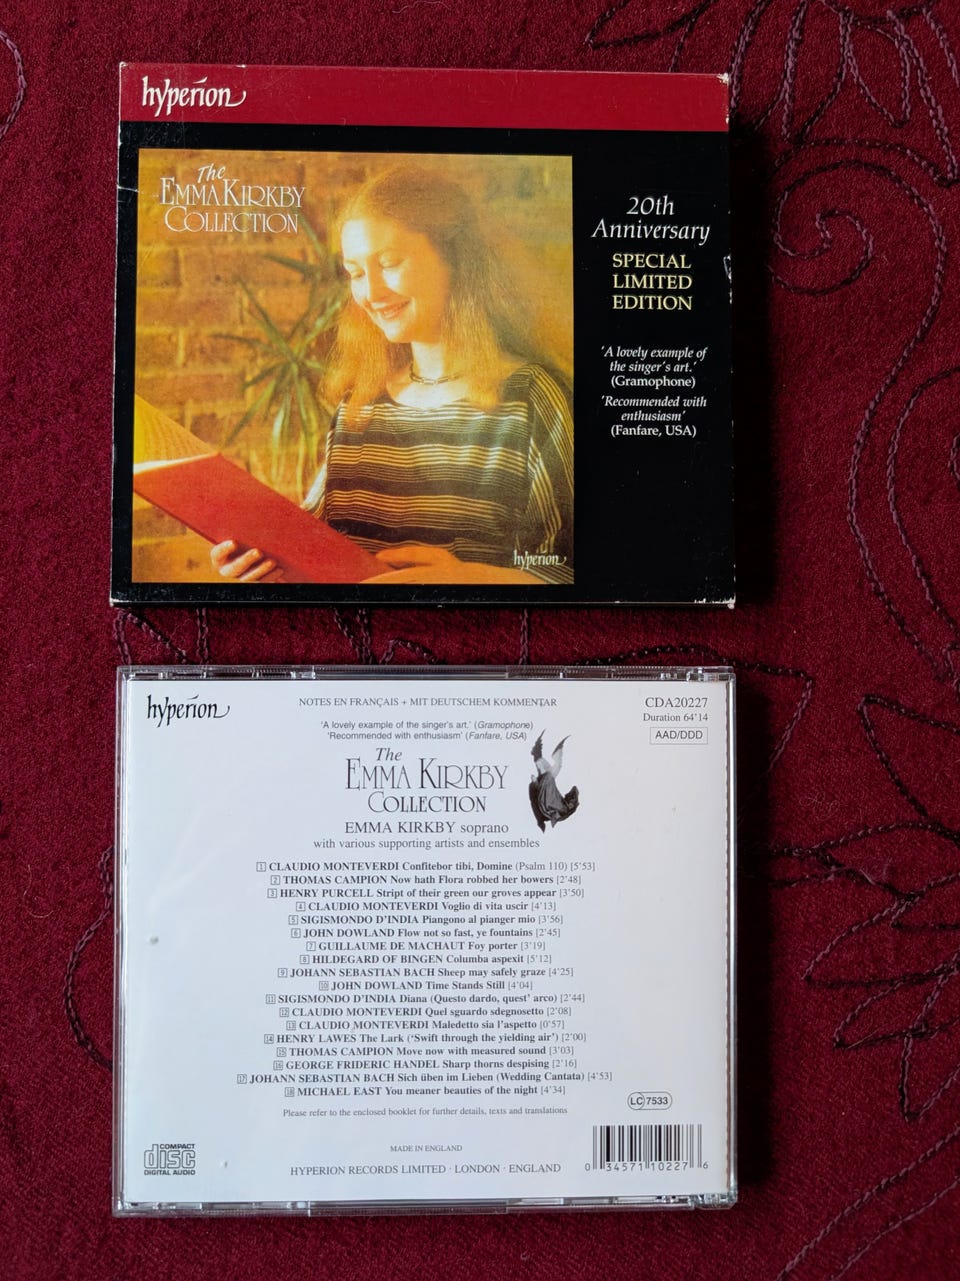 hyperion
The
EMMA KIRKBY
COLLECTION
20th
Anniversary
SPECIAL
LIMITED
EDITION
'A lovely example of
the singer's art.'
(Gramophone)
'Recommended with
enthusiasm'
(Fanfare, USA)
hyperion
hyperion
NOTES EN FRANÇAIS + MIT DEUTSCHEM KOMMENTAR
CDA20227
Duration 64'14
AAD/DDD
'A lovely example of the singer's art.' (Gramophone)
'Recommended with enthusiasm' (Fanfare, USA)
The
EMMA KIRKBY
COLLECTION
EMMA KIRKBY soprano
with various supporting artists and ensembles
1 CLAUDIO MONTEVERDI Confitebor tibi, Domine (Psalm 110) [5'53]
2 THOMAS CAMPION Now hath Flora robbed her bowers [2'48]
3 HENRY PURCELL Stript of their green our groves appear [3'50]
4 CLAUDIO MONTEVERDI Voglio di vita uscir [4'13]
5 SIGISMONDO D'INDIA Piangono al pianger mio [3'56]
6 JOHN DOWLAND Flow not so fast, ye fountains [2'45]
7 GUILLAUME DE MACHAUT Foy porter [3'19]
8 HILDEGARD OF BINGEN Columba aspexit [5'12]
9 JOHANN SEBASTIAN BACH Sheep may safely graze [4'25]
10 JOHN DOWLAND Time Stands Still [4'04]
11 SIGISMONDO D'INDIA Diana (Questo dardo, quest' arco) [2'44]
12 CLAUDIO MONTEVERDI Quel sguardo sdegnosetto [2'08]
13 CLAUDIO MONTEVERDI Maledetto sia l'aspetto [0'57]
14 HENRY LAWES The Lark ('Swift through the yielding air') [2'00]
15 THOMAS CAMPION Move now with measured sound [3'03]
16 GEORGE FRIDERIC HANDEL Sharp thorns despising [2'16]
17 JOHANN SEBASTIAN BACH Sich üben im Lieben (Wedding Cantata) [4'53]
18 MICHAEL EAST You meaner beauties of the night [4'34]
Please refer to the enclosed booklet for further details, texts and translations
LC 7533
COMPACT
disc
DIGITAL AUDIO
MADE IN ENGLAND
HYPERION RECORDS LIMITED · LONDON · ENGLAND
0 34571 10227 6